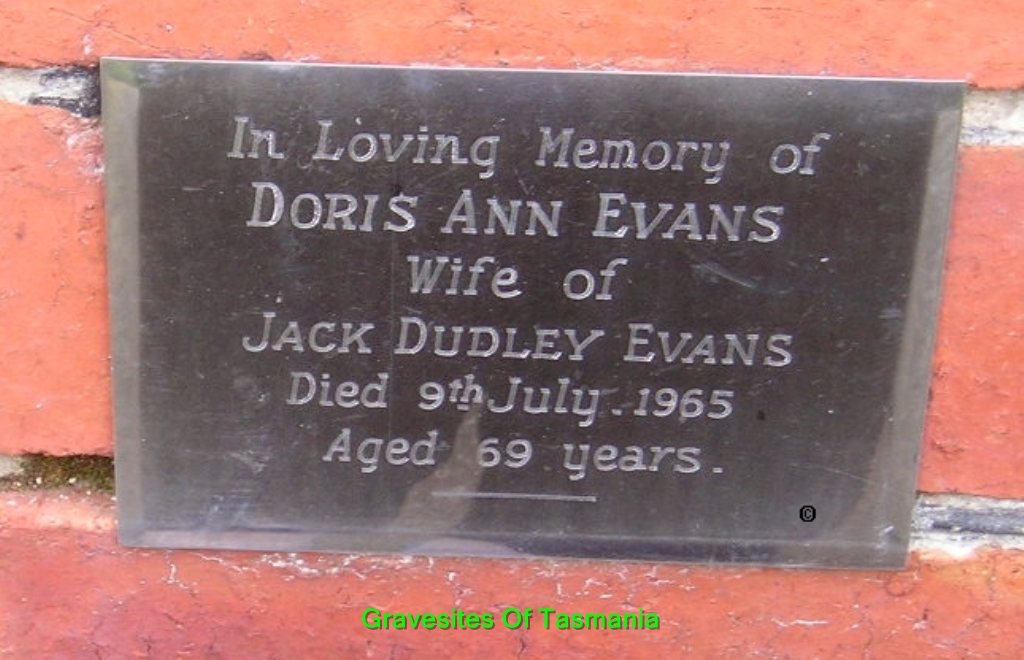 In Loving Memory of
DORIS ANN EVANS
Wife of
JACK DUDLEY EVANS
Died 9th July. 1965
Aged 69 years.
©
Gravesites Of Tasmania